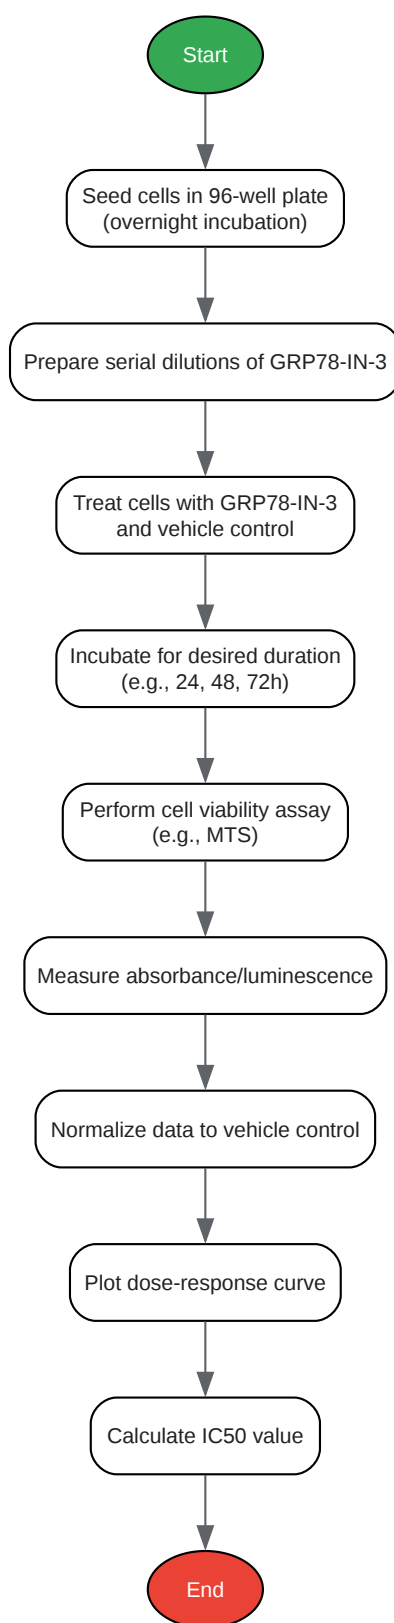 Start
Seed cells in 96-well plate
(overnight incubation)
Prepare serial dilutions of GRP78-IN-3
Treat cells with GRP78-IN-3
and vehicle control
Incubate for desired duration
(e.g., 24, 48, 72h)
Perform cell viability assay
(e.g., MTS)
Measure absorbance/luminescence
Normalize data to vehicle control
Plot dose-response curve
Calculate IC50 value
End